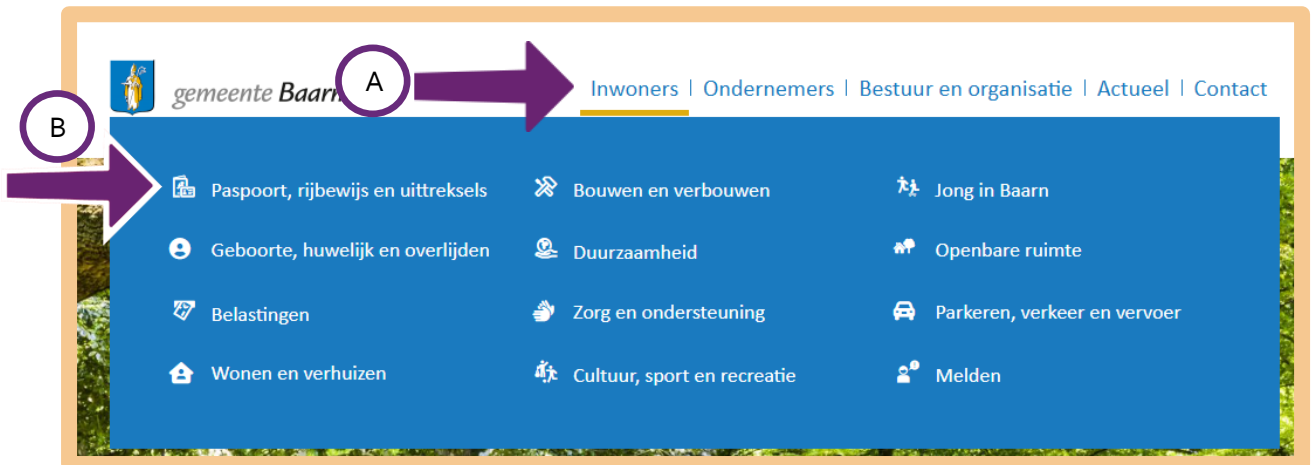 A
gemeente Baarn
Inwoners | Ondernemers | Bestuur en organisatie | Actueel | Contact
B
Paspoort, rijbewijs en uittreksels
Bouwen en verbouwen
Jong in Baarn
Geboorte, huwelijk en overlijden
Duurzaamheid
Openbare ruimte
Belastingen
Zorg en ondersteuning
Parkeren, verkeer en vervoer
Wonen en verhuizen
Cultuur, sport en recreatie
Melden